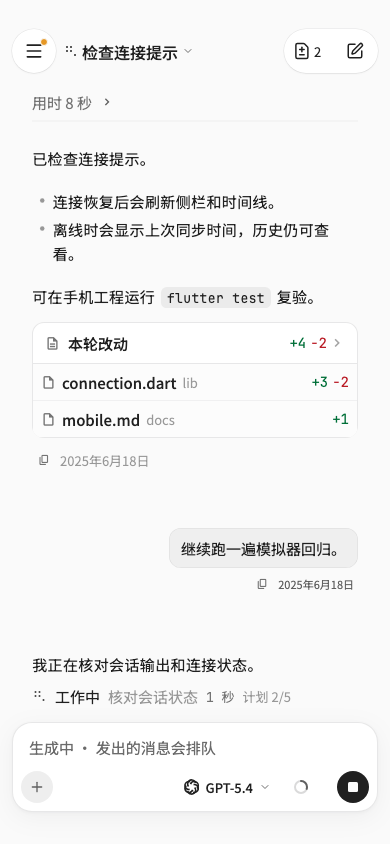 检查连接提示
2
用时 8 秒
已检查连接提示。
连接恢复后会刷新侧栏和时间线。
离线时会显示上次同步时间，历史仍可查
看。
可在手机工程运行 flutter test 复验。
本轮改动 +4 -2
connection.dart lib +3 -2
mobile.md docs +1
2025年6月18日
继续跑一遍模拟器回归。
2025年6月18日
我正在核对会话输出和连接状态。
工作中 核对会话状态 1 秒 计划 2/5
生成中 • 发出的消息会排队
GPT-5.4